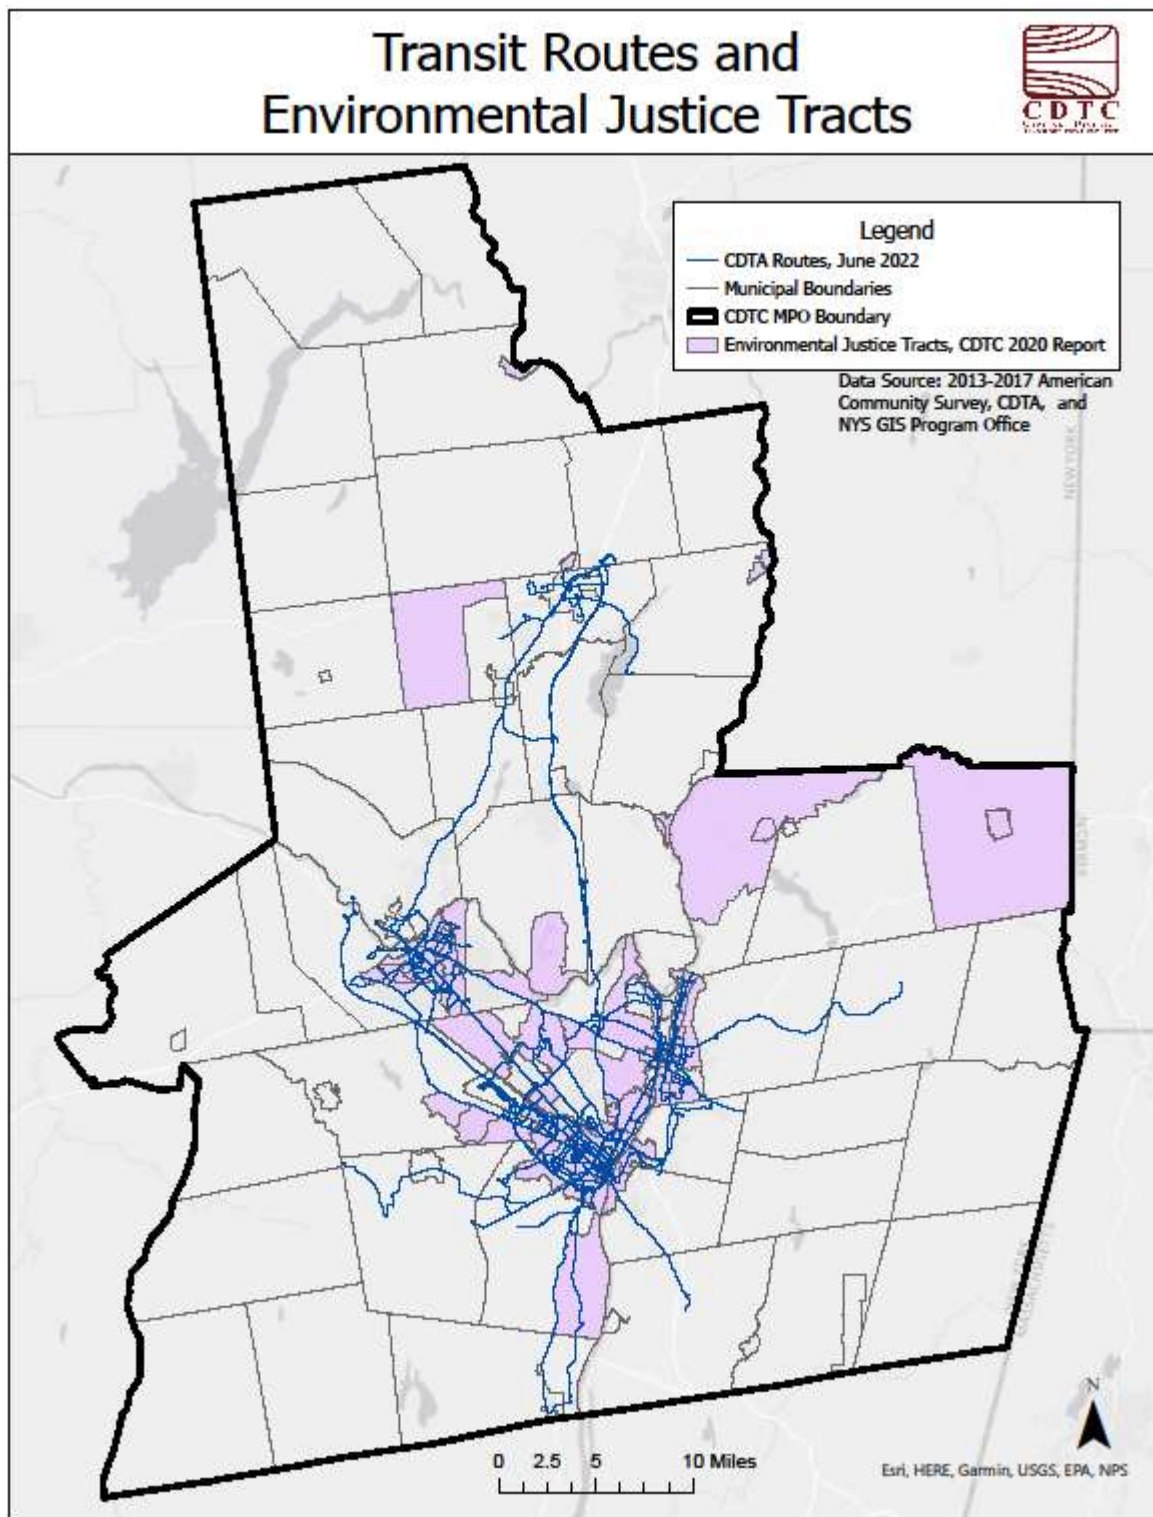 Transit Routes and
Environmental Justice Tracts
CDTC
Legend
CDTA Routes, June 2022
Municipal Boundaries
CDTC MPO Boundary
Environmental Justice Tracts, CDTC 2020 Report
Data Source: 2013-2017 American
Community Survey, CDTA, and
NYS GIS Program Office
NEW YORK
N
0 2.5 5 10 Miles
Esri, HERE, Garmin, USGS, EPA, NPS